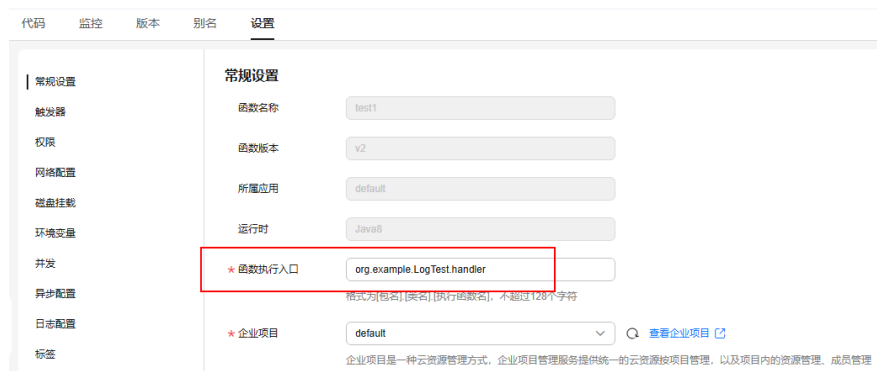 代码 监控 版本 别名 设置
常规设置
触发器
权限
网络配置
磁盘挂载
环境变量
并发
异步配置
日志配置
标签
常规设置
函数名称 test1
函数版本 v2
所属应用 default
运行时 Java8
★ 函数执行入口 org.example.LogTest.handler
格式为[包名].[类名].[执行函数名]，不超过128个字符
★ 企业项目 default 查看企业项目
企业项目是一种云资源管理方式，企业项目管理服务提供统一的云资源按项目管理，以及项目内的资源管理、成员管理